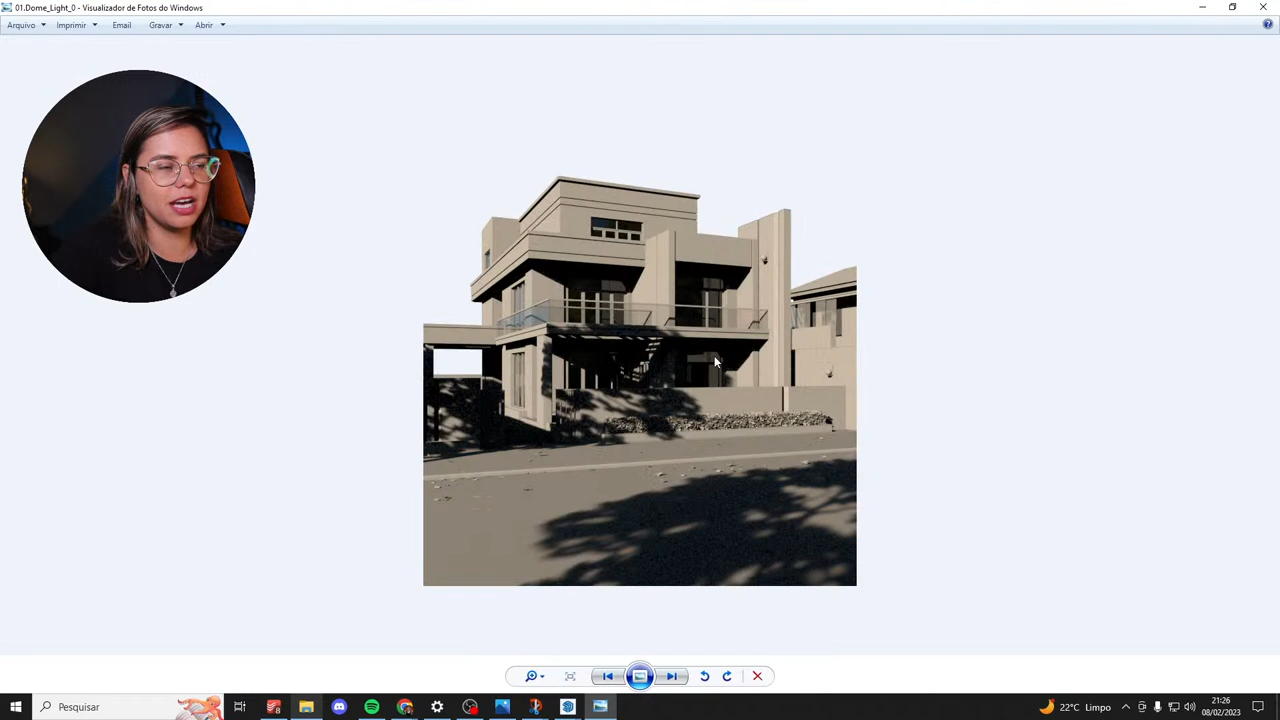 01.Dome_Light_0 - Visualizador de Fotos do Windows
Arquivo Imprimir Email Gravar Abrir
Pesquisar
22°C Limpo
21:26
08/02/2023